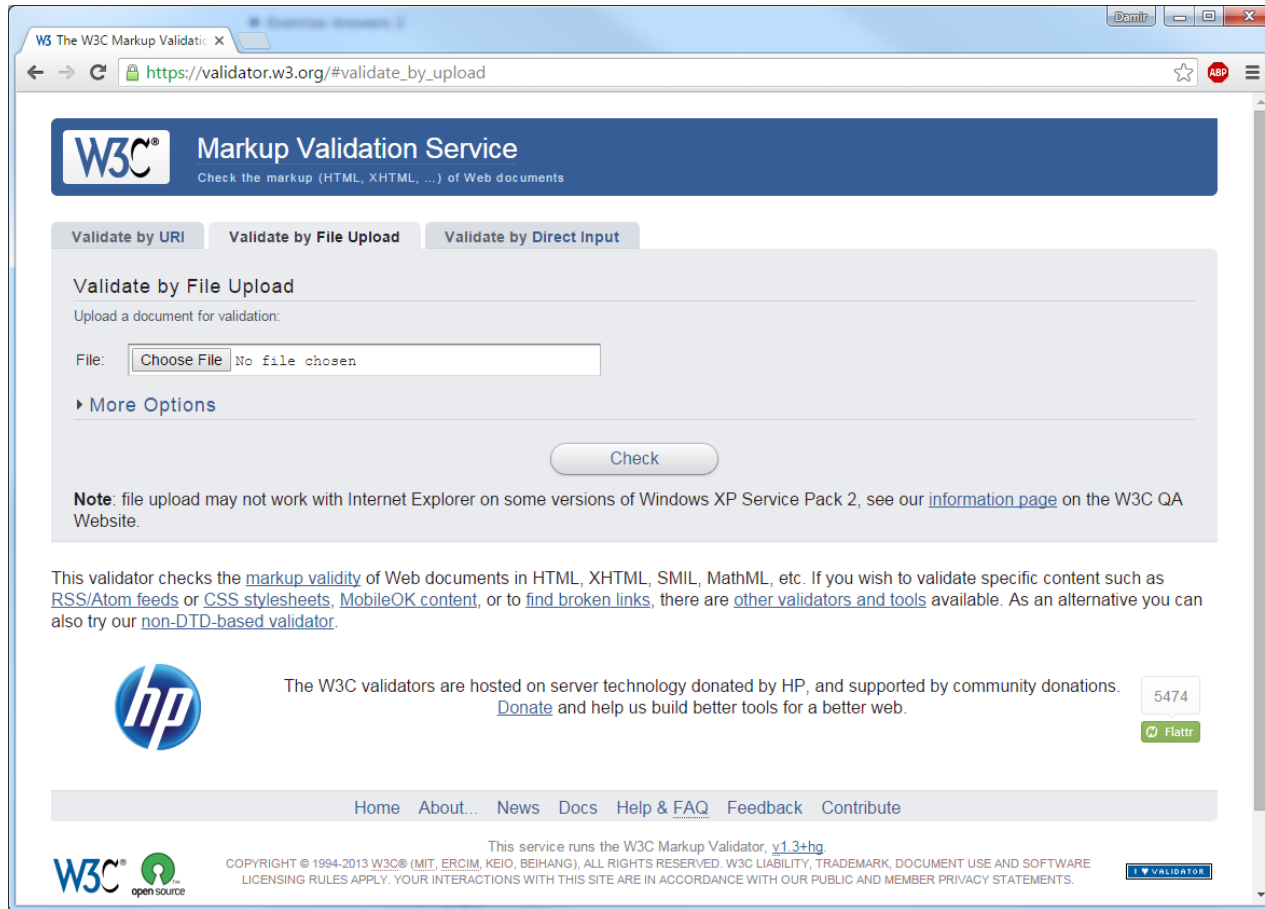 Exercise Answers 2
Damir
W3 The W3C Markup Validatic
https://validator.w3.org/#validate_by_upload
ABP
W3C® Markup Validation Service
Check the markup (HTML, XHTML, ...) of Web documents
Validate by URI Validate by File Upload Validate by Direct Input
Validate by File Upload
Upload a document for validation:
File: Choose File No file chosen
More Options
Check
Note: file upload may not work with Internet Explorer on some versions of Windows XP Service Pack 2, see our information page on the W3C QA
Website.
This validator checks the markup validity of Web documents in HTML, XHTML, SMIL, MathML, etc. If you wish to validate specific content such as
RSS/Atom feeds or CSS stylesheets, MobileOK content, or to find broken links, there are other validators and tools available. As an alternative you can
also try our non-DTD-based validator.
hp
The W3C validators are hosted on server technology donated by HP, and supported by community donations.
Donate and help us build better tools for a better web.
5474
Flattr
Home About... News Docs Help & FAQ Feedback Contribute
This service runs the W3C Markup Validator, v1.3+hg.
COPYRIGHT © 1994-2013 W3C® (MIT, ERCIM, KEIO, BEIHANG), ALL RIGHTS RESERVED. W3C LIABILITY, TRADEMARK, DOCUMENT USE AND SOFTWARE
LICENSING RULES APPLY. YOUR INTERACTIONS WITH THIS SITE ARE IN ACCORDANCE WITH OUR PUBLIC AND MEMBER PRIVACY STATEMENTS.
W3C® open source™
I ♥ VALIDATOR